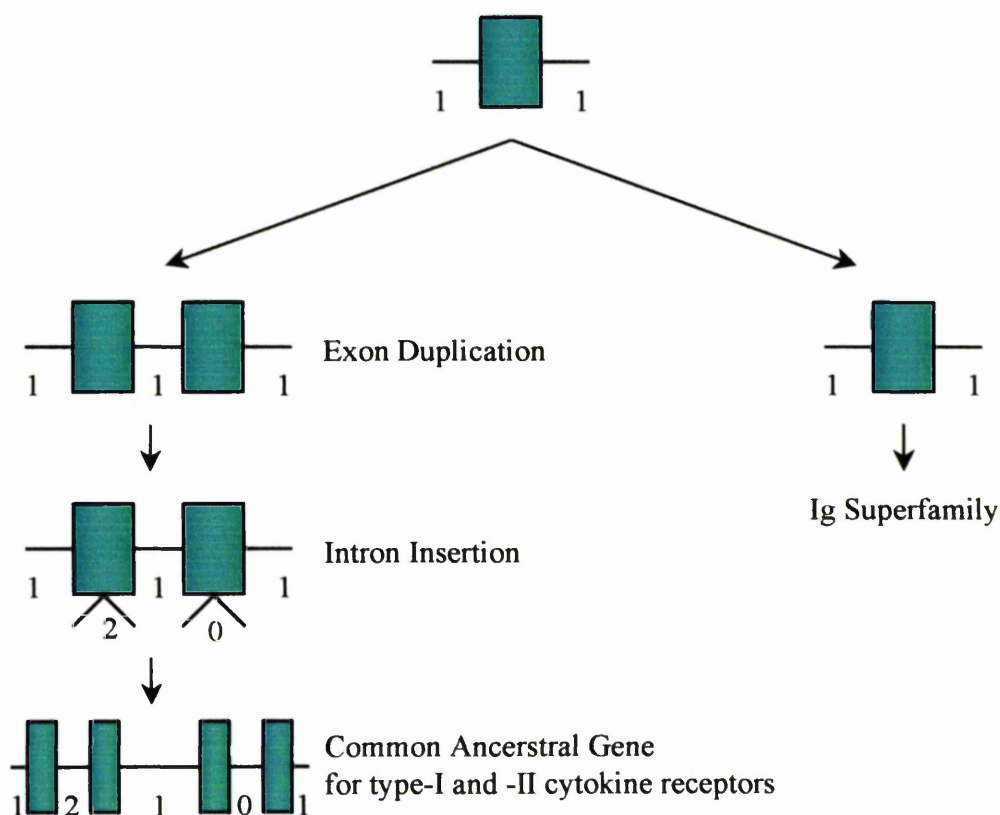 1 1
1 1 1 Exon Duplication
1 1
Ig Superfamily
1 1 1 Intron Insertion
2 0
Common Ancerstral Gene
for type-I and -II cytokine receptors
1 2 1 0 1